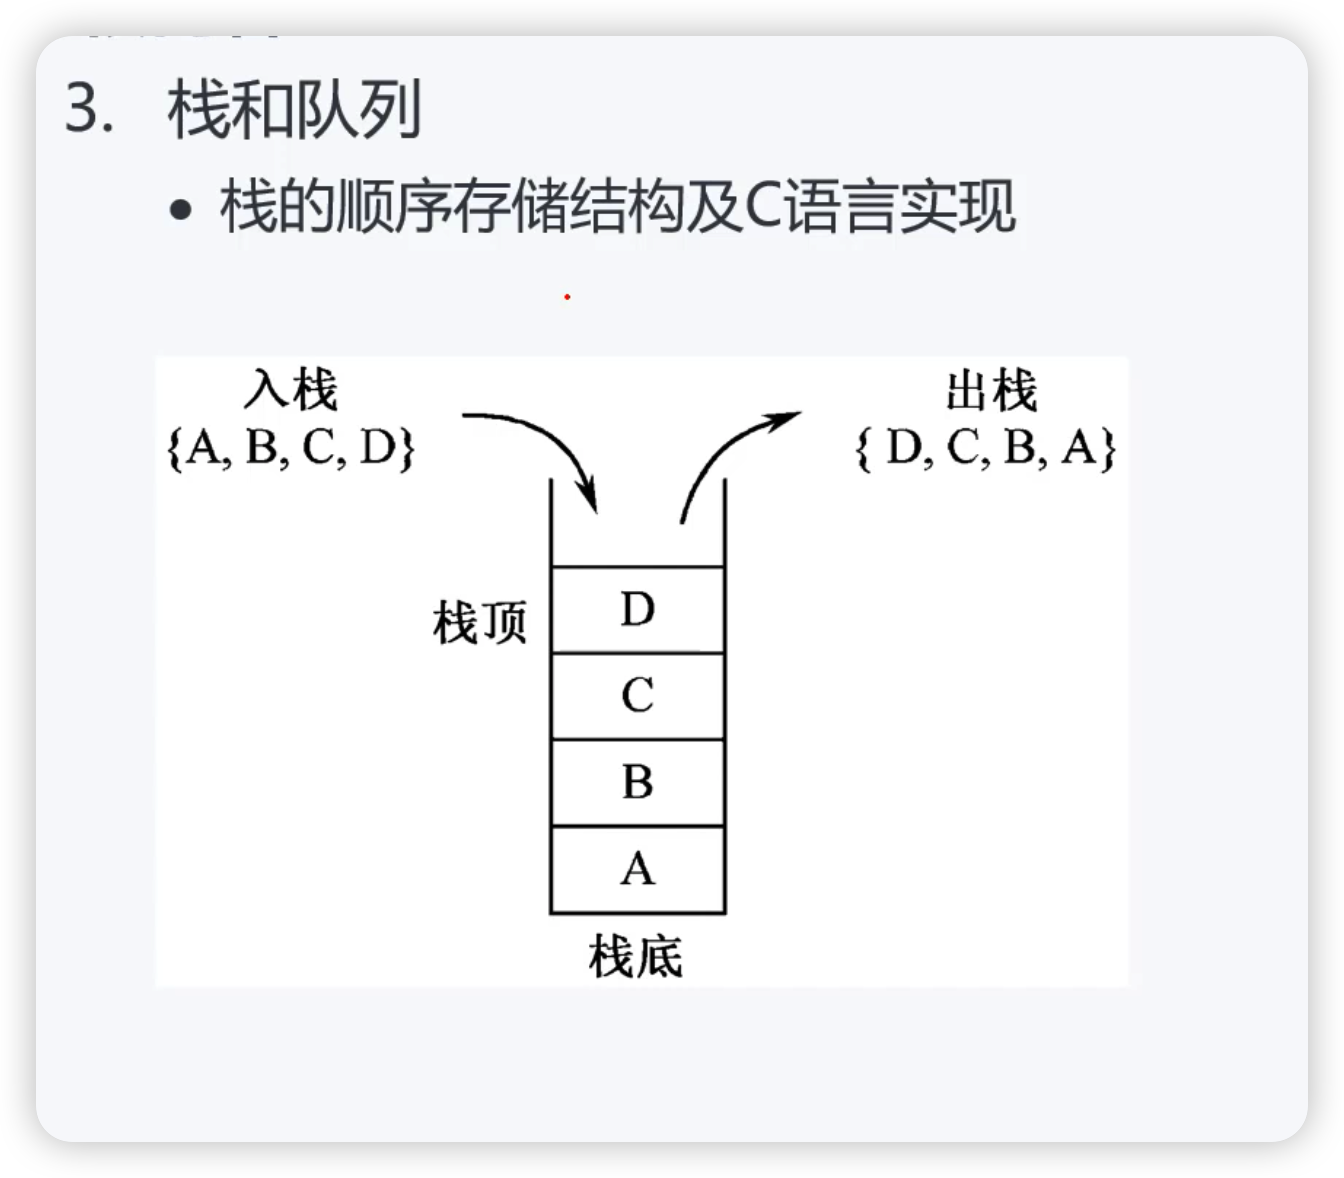 3. 栈和队列
• 栈的顺序存储结构及C语言实现
入栈
{A, B, C, D}
出栈
{ D, C, B, A}
栈顶
D
C
B
A
栈底